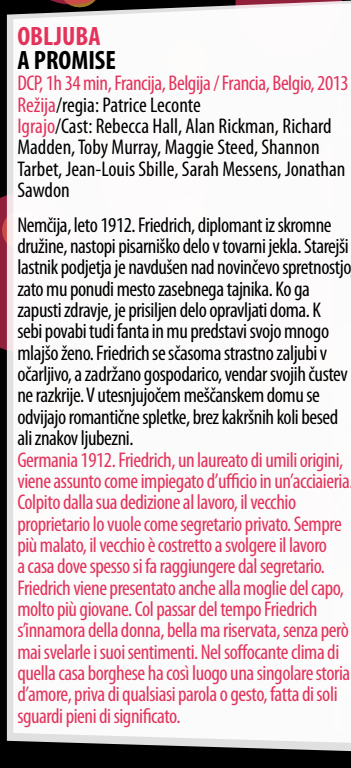 OBLJUBA
A PROMISE
DCP, 1h 34 min, Francija, Belgija / Francia, Belgio, 2013
Režija/regia: Patrice Leconte
Igrajo/Cast: Rebecca Hall, Alan Rickman, Richard
Madden, Toby Murray, Maggie Steed, Shannon
Tarbet, Jean-Louis Sbille, Sarah Messens, Jonathan
Sawdon
Nemčija, leto 1912. Friedrich, diplomant iz skromne
družine, nastopi pisarniško delo v tovarni jekla. Starejši
lastnik podjetja je navdušen nad novinčevo spretnostjo
zato mu ponudi mesto zasebnega tajnika. Ko ga
zapusti zdravje, je prisiljen delo opravljati doma. K
sebi povabi tudi fanta in mu predstavi svojo mnogo
mlajšo ženo. Friedrich se sčasoma strastno zaljubi v
očarljivo, a zadržano gospodarico, vendar svojih čustev
ne razkrije. V utesnjujočem meščanskem domu se
odvijajo romantične spletke, brez kakršnih koli besed
ali znakov ljubezni.
Germania 1912. Friedrich, un laureato di umili origini,
viene assunto come impiegato d'ufficio in un'acciaieria.
Colpito dalla sua dedizione al lavoro, il vecchio
proprietario lo vuole come segretario privato. Sempre
più malato, il vecchio è costretto a svolgere il lavoro
a casa dove spesso si fa raggiungere dal segretario.
Friedrich viene presentato anche alla moglie del capo,
molto più giovane. Col passar del tempo Friedrich
s'innamora della donna, bella ma riservata, senza però
mai svelarle i suoi sentimenti. Nel soffocante clima di
quella casa borghese ha così luogo una singolare storia
d'amore, priva di qualsiasi parola o gesto, fatta di soli
sguardi pieni di significato.